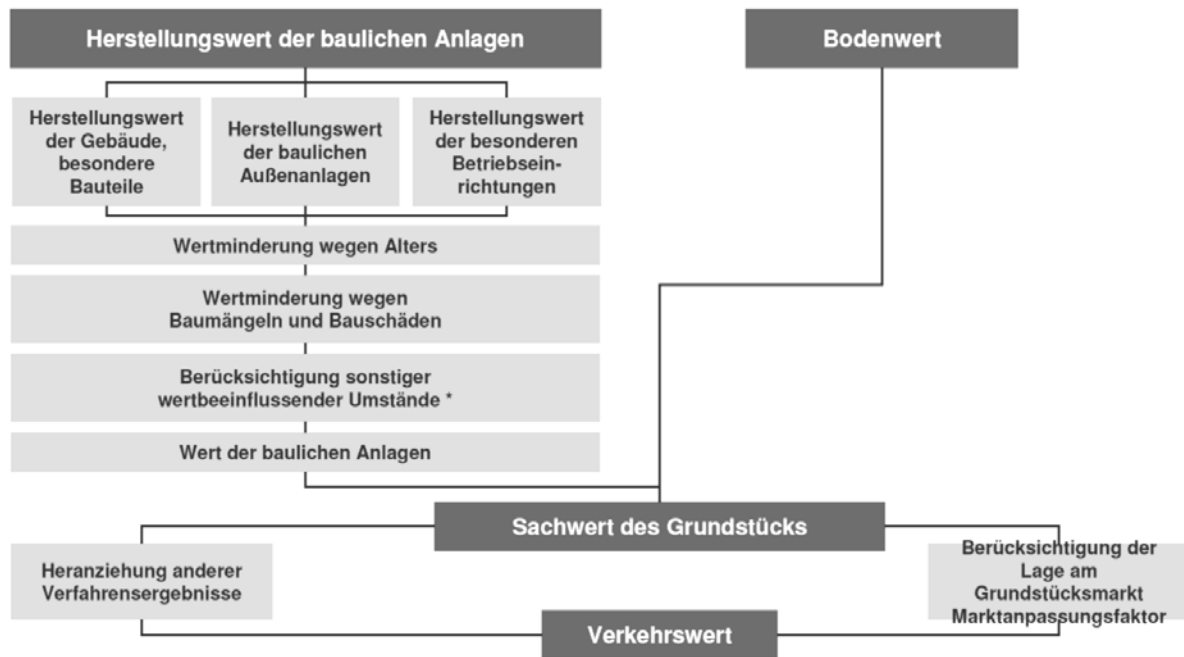 Herstellungswert der baulichen Anlagen
Bodenwert
Herstellungswert
der Gebäude,
besondere
Bauteile
Herstellungswert
der baulichen
Außenanlagen
Herstellungswert
der besonderen
Betriebsein-
richtungen
Wertminderung wegen Alters
Wertminderung wegen
Baumängeln und Bauschäden
Berücksichtigung sonstiger
wertbeeinflussender Umstände *
Wert der baulichen Anlagen
Sachwert des Grundstücks
Heranziehung anderer
Verfahrensergebnisse
Berücksichtigung der
Lage am
Grundstücksmarkt
Marktanpassungsfaktor
Verkehrswert